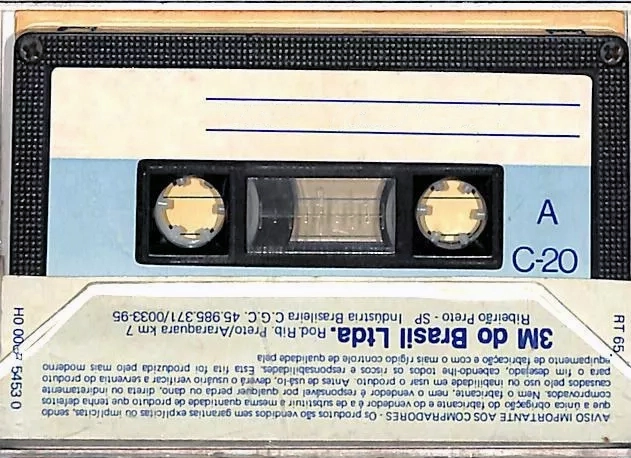 A
C-20
AVISO IMPORTANTE AOS COMPRADORES - Os produtos são vendidos sem garantias explícitas ou implícitas, sendo
que a única obrigação do fabricante e do vendedor é a de substituir a mesma quantidade de produto que tenha defeitos
comprovados. Nem o fabricante, nem o vendedor é responsável por qualquer perda ou dano, direta ou indiretamente
causados pelo uso ou inabilidade em usar o produto. Antes de usá-lo, deverá o usuário verificar a serventia do produto
para o fim desejado, cabendo-lhe todos os riscos e responsabilidades. Esta fita foi produzida pelo mais moderno
equipamento de fabricação e com o mais rígido controle de qualidade pela
3M do Brasil Ltda. Rod. Rib. Preto/Araraquara km 7
Ribeirão Preto - SP Indústria Brasileira C.G.C. 45.985.371/0033-95
RT 65
5453 0